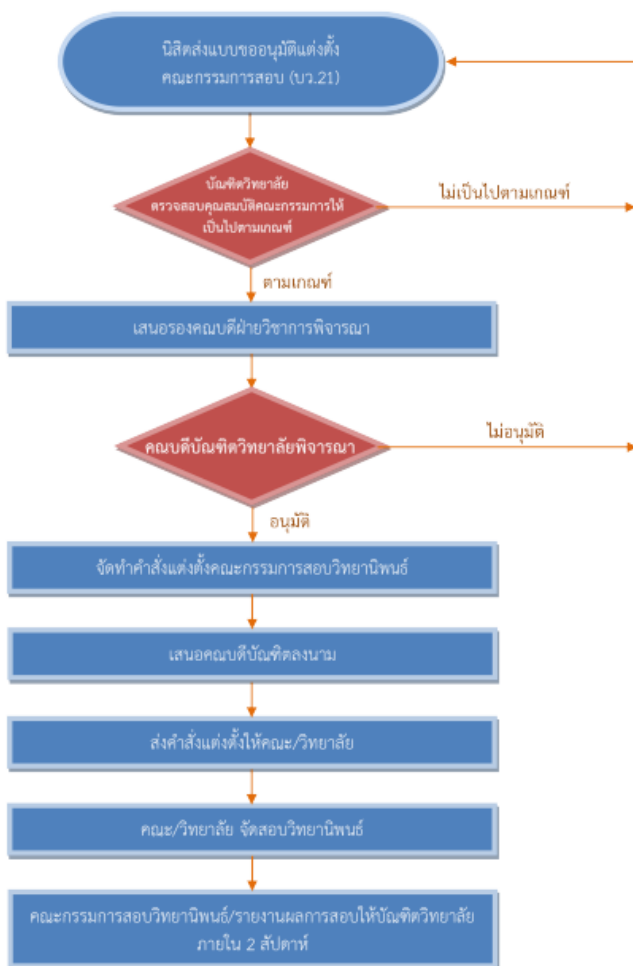 นิสิตส่งแบบขออนุมัติแต่งตั้ง
คณะกรรมการสอบ (บว.21)
บัณฑิตวิทยาลัย
ตรวจสอบคุณสมบัติคณะกรรมการให้
เป็นไปตามเกณฑ์
ไม่เป็นไปตามเกณฑ์
ตามเกณฑ์
เสนอรองคณบดีฝ่ายวิชาการพิจารณา
คณบดีบัณฑิตวิทยาลัยพิจารณา
ไม่อนุมัติ
อนุมัติ
จัดทำคำสั่งแต่งตั้งคณะกรรมการสอบวิทยานิพนธ์
เสนอคณบดีบัณฑิตลงนาม
ส่งคำสั่งแต่งตั้งให้คณะ/วิทยาลัย
คณะ/วิทยาลัย จัดสอบวิทยานิพนธ์
คณะกรรมการสอบวิทยานิพนธ์/รายงานผลการสอบให้บัณฑิตวิทยาลัย
ภายใน 2 สัปดาห์